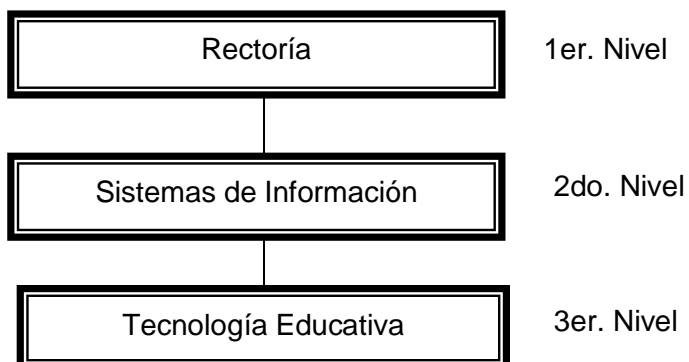 Rectoría 1er. Nivel
Sistemas de Información 2do. Nivel
Tecnología Educativa 3er. Nivel